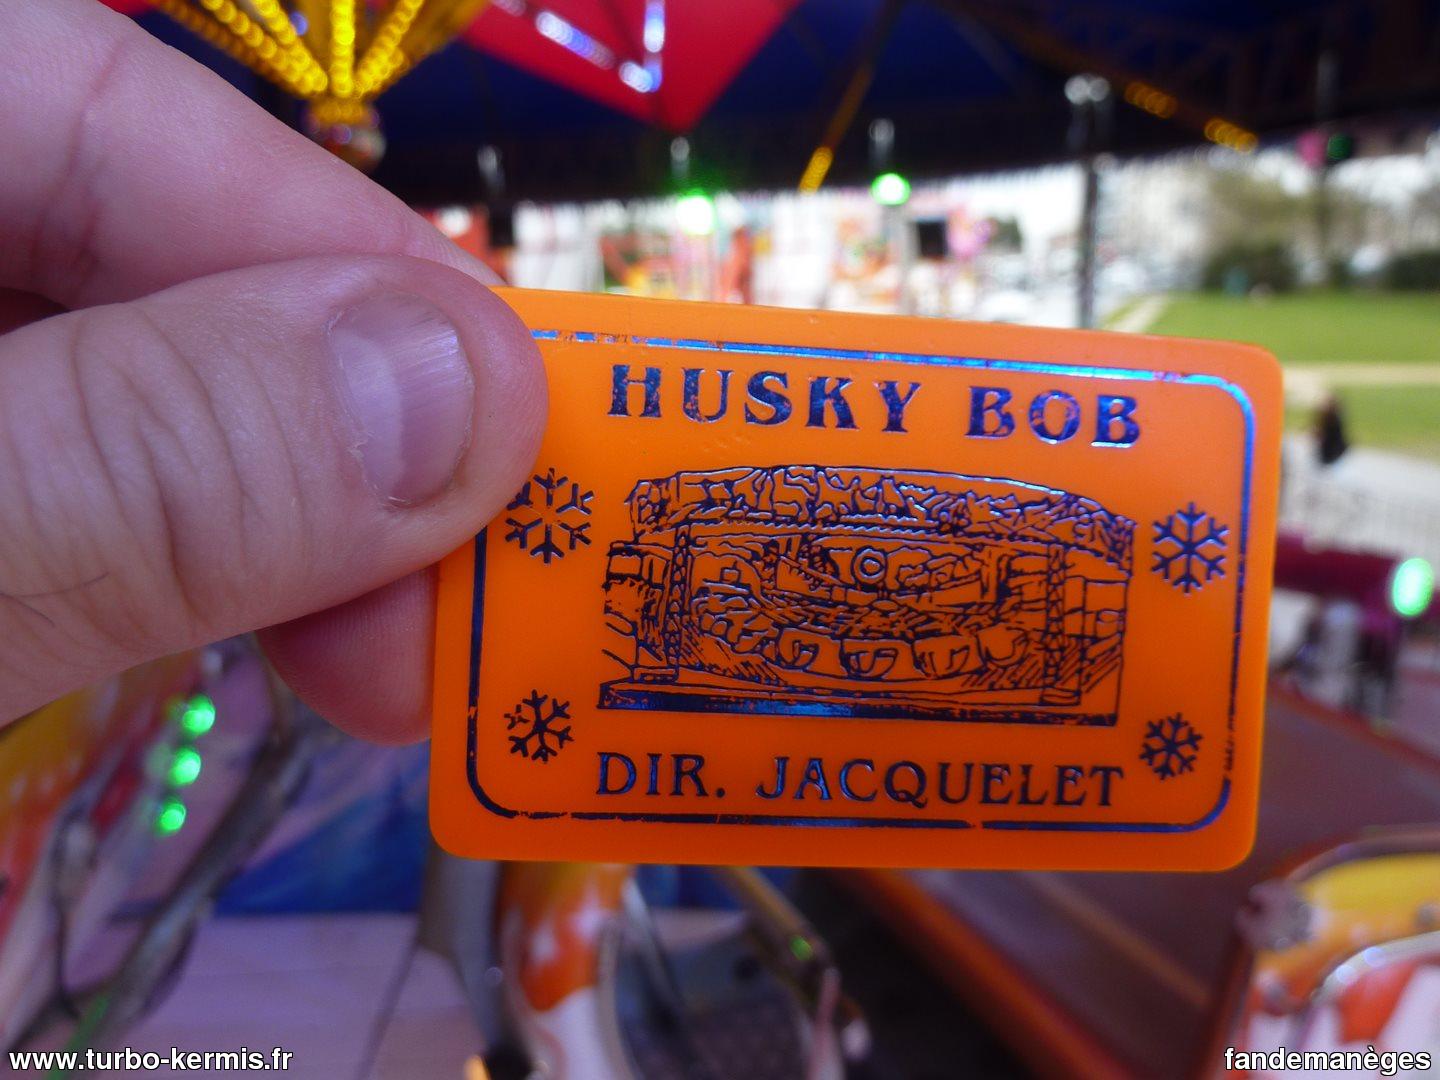 HUSKY BOB
DIR. JACQUELET
www.turbo-kermis.fr
fandemanèges